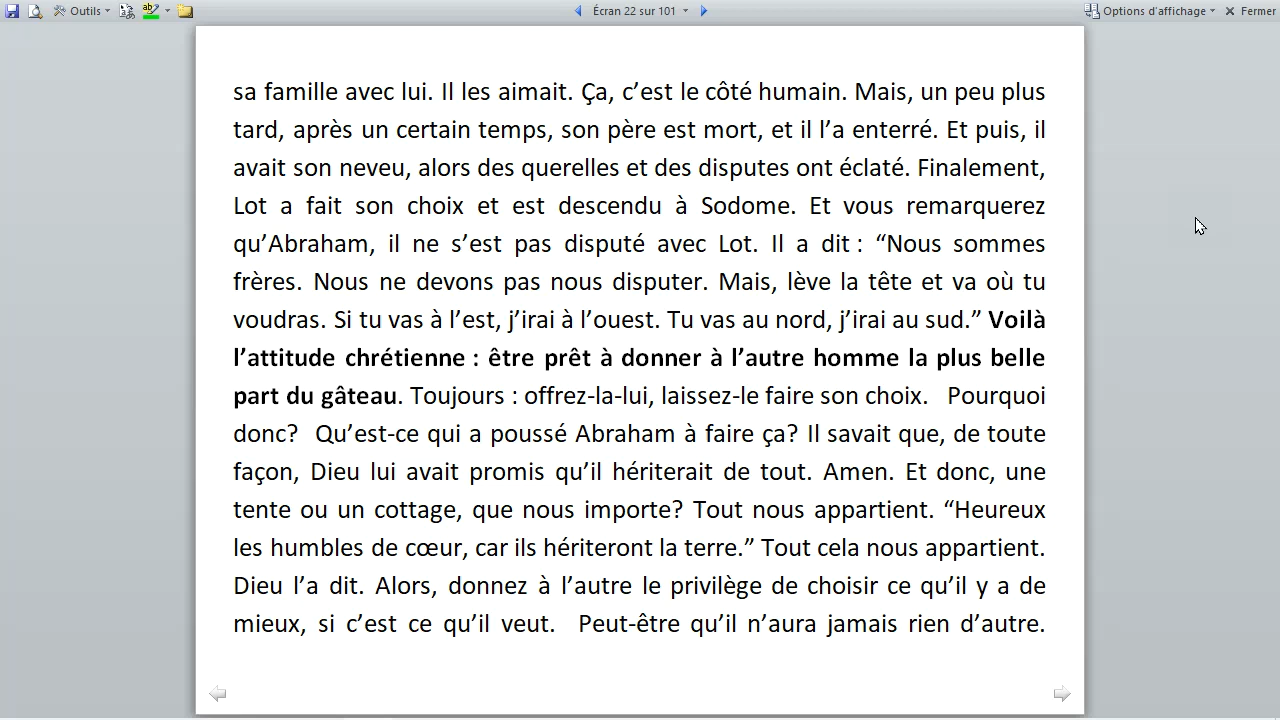 Outils
Écran 22 sur 101
Options d'affichage
Fermer
sa famille avec lui. Il les aimait. Ça, c’est le côté humain. Mais, un peu plus
tard, après un certain temps, son père est mort, et il l’a enterré. Et puis, il
avait son neveu, alors des querelles et des disputes ont éclaté. Finalement,
Lot a fait son choix et est descendu à Sodome. Et vous remarquerez
qu’Abraham, il ne s’est pas disputé avec Lot. Il a dit : “Nous sommes
frères. Nous ne devons pas nous disputer. Mais, lève la tête et va où tu
voudras. Si tu vas à l’est, j’irai à l’ouest. Tu vas au nord, j’irai au sud.” Voilà
l’attitude chrétienne : être prêt à donner à l’autre homme la plus belle
part du gâteau. Toujours : offrez-la-lui, laissez-le faire son choix.   Pourquoi
donc?  Qu’est-ce qui a poussé Abraham à faire ça? Il savait que, de toute
façon, Dieu lui avait promis qu’il hériterait de tout. Amen. Et donc, une
tente ou un cottage, que nous importe? Tout nous appartient. “Heureux
les humbles de cœur, car ils hériteront la terre.” Tout cela nous appartient.
Dieu l’a dit. Alors, donnez à l’autre le privilège de choisir ce qu’il y a de
mieux, si c’est ce qu’il veut.  Peut-être qu’il n’aura jamais rien d’autre.